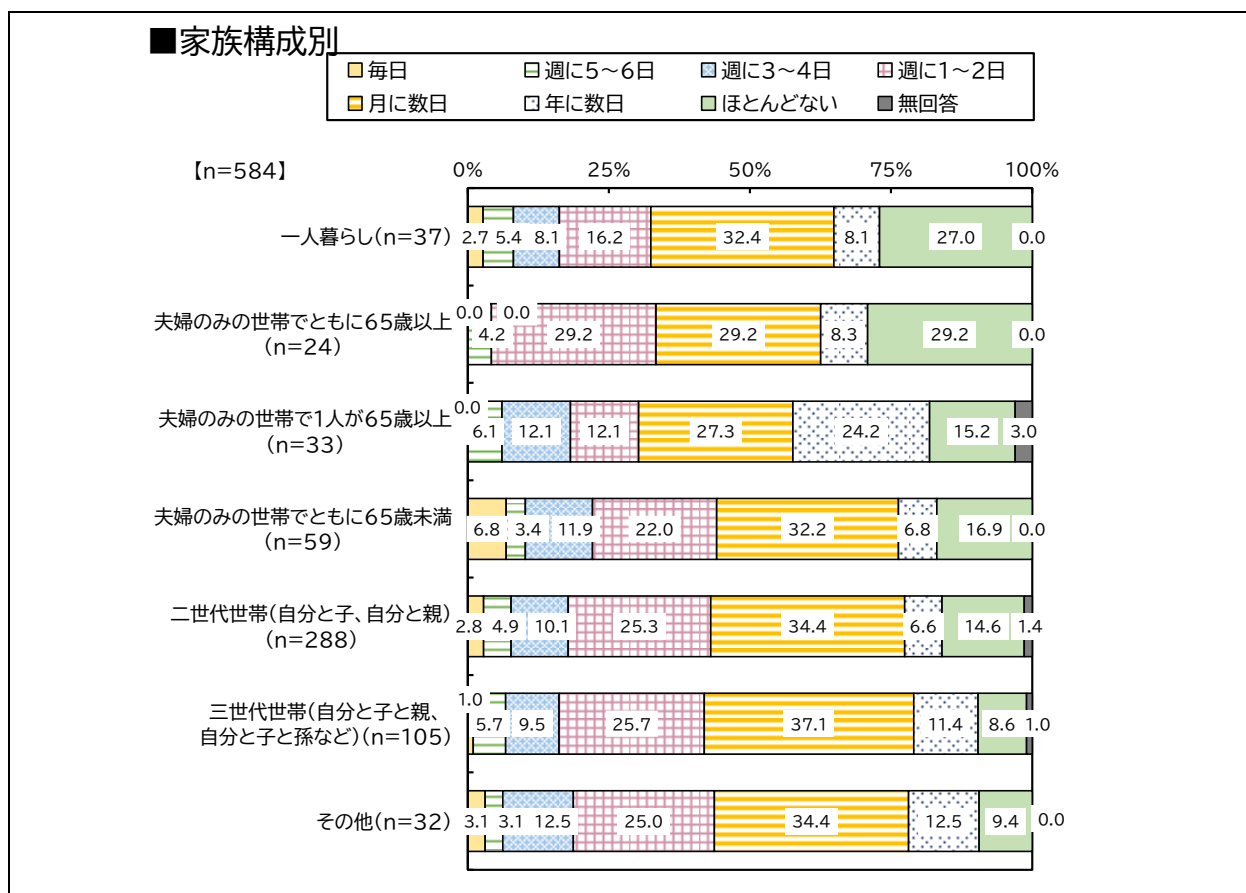 ■家族構成別
毎日 週に5～6日 週に3～4日 週に1～2日
月に数日 年に数日 ほとんどない 無回答
【n=584】 0% 25% 50% 75% 100%
一人暮らし(n=37) 2.7 5.4 8.1 16.2 32.4 8.1 27.0 0.0
夫婦のみの世帯でともに65歳以上
(n=24)
0.0 4.2 0.0 29.2 29.2 8.3 29.2 0.0
夫婦のみの世帯で1人が65歳以上
(n=33)
0.0 6.1 12.1 12.1 27.3 24.2 15.2 3.0
夫婦のみの世帯でともに65歳未満
(n=59)
6.8 3.4 11.9 22.0 32.2 6.8 16.9 0.0
二世代世帯(自分と子、自分と親)
(n=288)
2.8 4.9 10.1 25.3 34.4 6.6 14.6 1.4
三世代世帯(自分と子と親、
自分と子と孫など)(n=105)
1.0 5.7 9.5 25.7 37.1 11.4 8.6 1.0
その他(n=32) 3.1 3.1 12.5 25.0 34.4 12.5 9.4 0.0